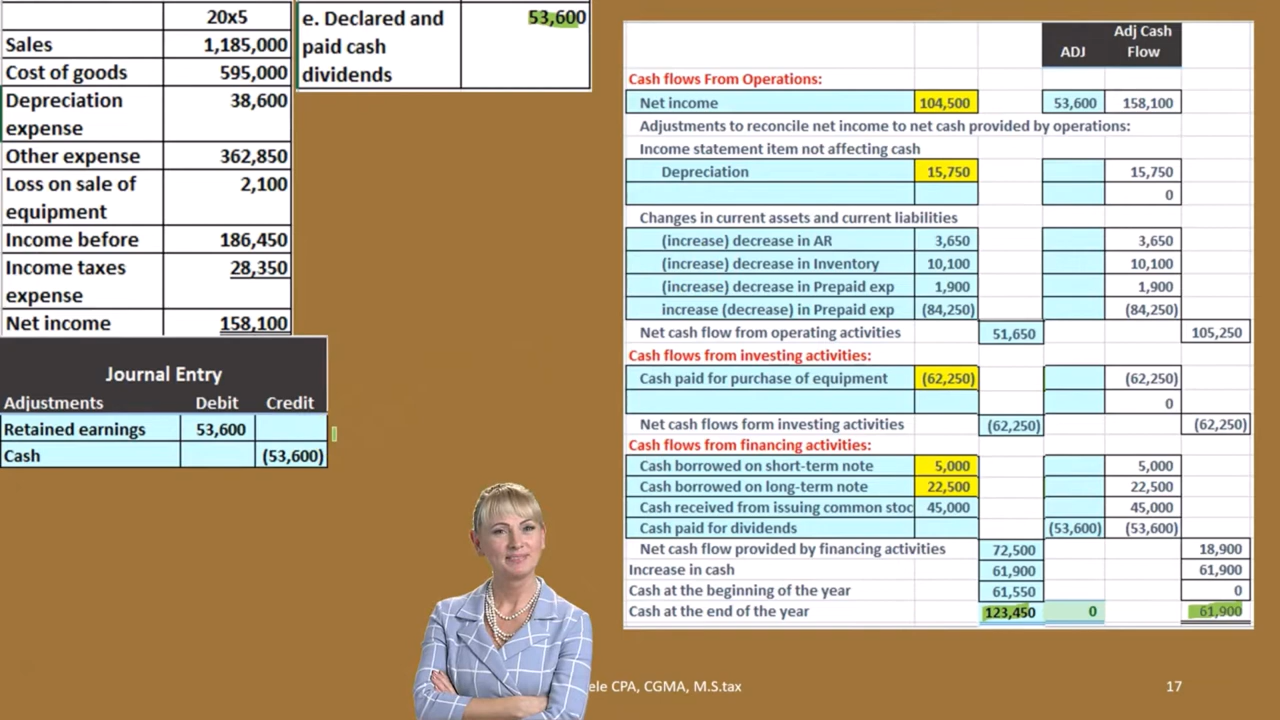 20x5
Sales 1,185,000
Cost of goods 595,000
Depreciation 38,600
expense
Other expense 362,850
Loss on sale of 2,100
equipment
Income before 186,450
Income taxes 28,350
expense
Net income 158,100
e. Declared and 53,600
paid cash
dividends
Journal Entry
Adjustments Debit Credit
Retained earnings 53,600
Cash (53,600)
Adj Cash
ADJ Flow
Cash flows From Operations:
Net income 104,500 53,600 158,100
Adjustments to reconcile net income to net cash provided by operations:
Income statement item not affecting cash
Depreciation 15,750 15,750
0
Changes in current assets and current liabilities
(increase) decrease in AR 3,650 3,650
(increase) decrease in Inventory 10,100 10,100
(increase) decrease in Prepaid exp 1,900 1,900
increase (decrease) in Prepaid exp (84,250) (84,250)
Net cash flow from operating activities 51,650 105,250
Cash flows from investing activities:
Cash paid for purchase of equipment (62,250) (62,250)
0
Net cash flows form investing activities (62,250) (62,250)
Cash flows from financing activities:
Cash borrowed on short-term note 5,000 5,000
Cash borrowed on long-term note 22,500 22,500
Cash received from issuing common stoc 45,000 45,000
Cash paid for dividends (53,600) (53,600)
Net cash flow provided by financing activities 72,500 18,900
Increase in cash 61,900 61,900
Cash at the beginning of the year 61,550 0
Cash at the end of the year 123,450 0 61,900
ele CPA, CGMA, M.S.tax 17